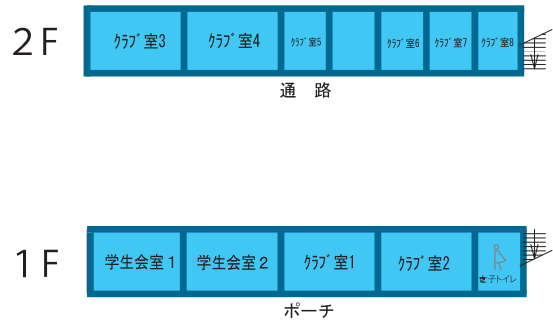 2F
ｸﾗﾌﾞ室3
ｸﾗﾌﾞ室4
ｸﾗﾌﾞ室5
ｸﾗﾌﾞ室6
ｸﾗﾌﾞ室7
ｸﾗﾌﾞ室8
通　路
1F
学生会室１
学生会室２
ｸﾗﾌﾞ室1
ｸﾗﾌﾞ室2
女子トイレ
ポーチ